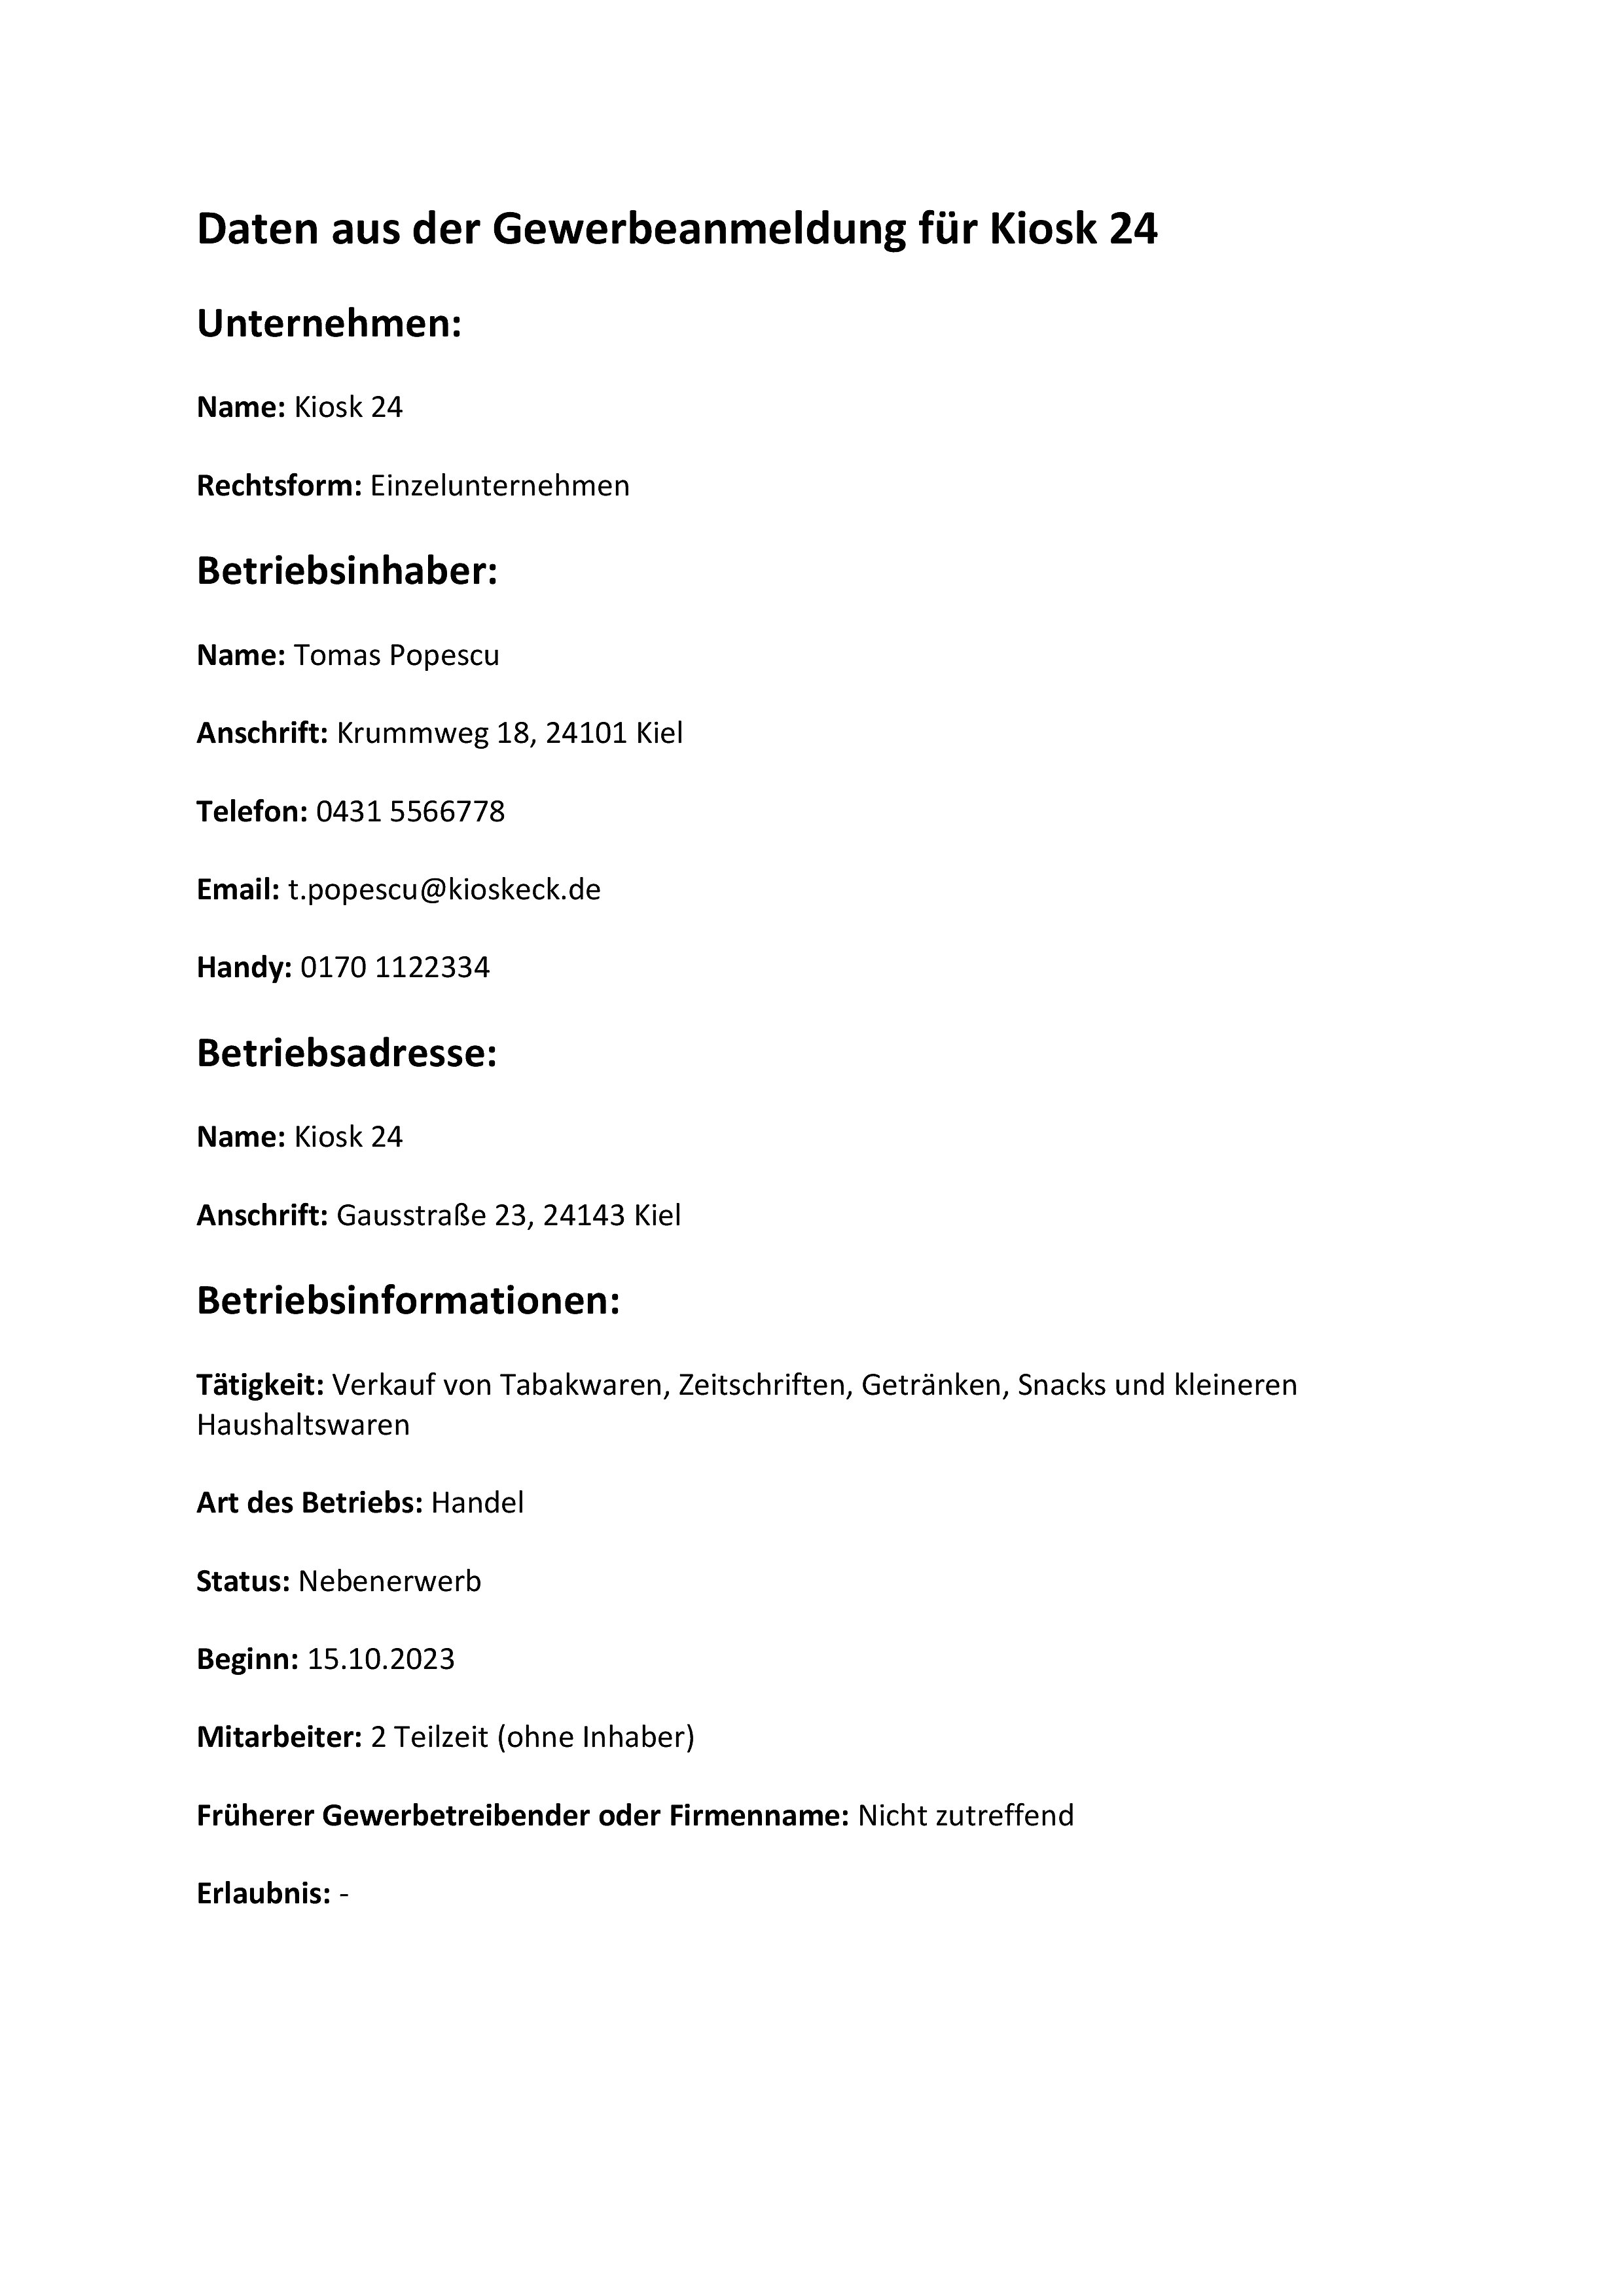 Daten aus der Gewerbeanmeldung für Kiosk 24
Unternehmen:
Name: Kiosk 24
Rechtsform: Einzelunternehmen
Betriebsinhaber:
Name: Tomas Popescu
Anschrift: Krummweg 18, 24101 Kiel
Telefon: 0431 5566778
Email: t.popescu@kioskeck.de
Handy: 0170 1122334
Betriebsadresse:
Name: Kiosk 24
Anschrift: Gausstraße 23, 24143 Kiel
Betriebsinformationen:
Tätigkeit: Verkauf von Tabakwaren, Zeitschriften, Getränken, Snacks und kleineren
Haushaltswaren
Art des Betriebs: Handel
Status: Nebenerwerb
Beginn: 15.10.2023
Mitarbeiter: 2 Teilzeit (ohne Inhaber)
Früherer Gewerbetreibender oder Firmenname: Nicht zutreffend
Erlaubnis: -